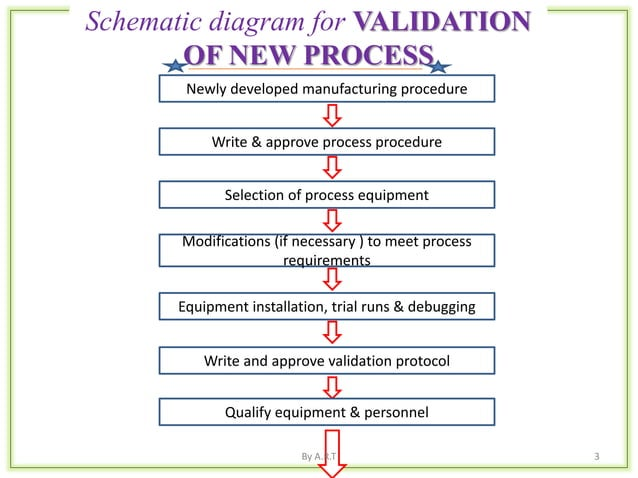 Schematic diagram for VALIDATION
OF NEW PROCESS
Newly developed manufacturing procedure
Write & approve process procedure
Selection of process equipment
Modifications (if necessary ) to meet process
requirements
Equipment installation, trial runs & debugging
Write and approve validation protocol
Qualify equipment & personnel
By A.R.T
3